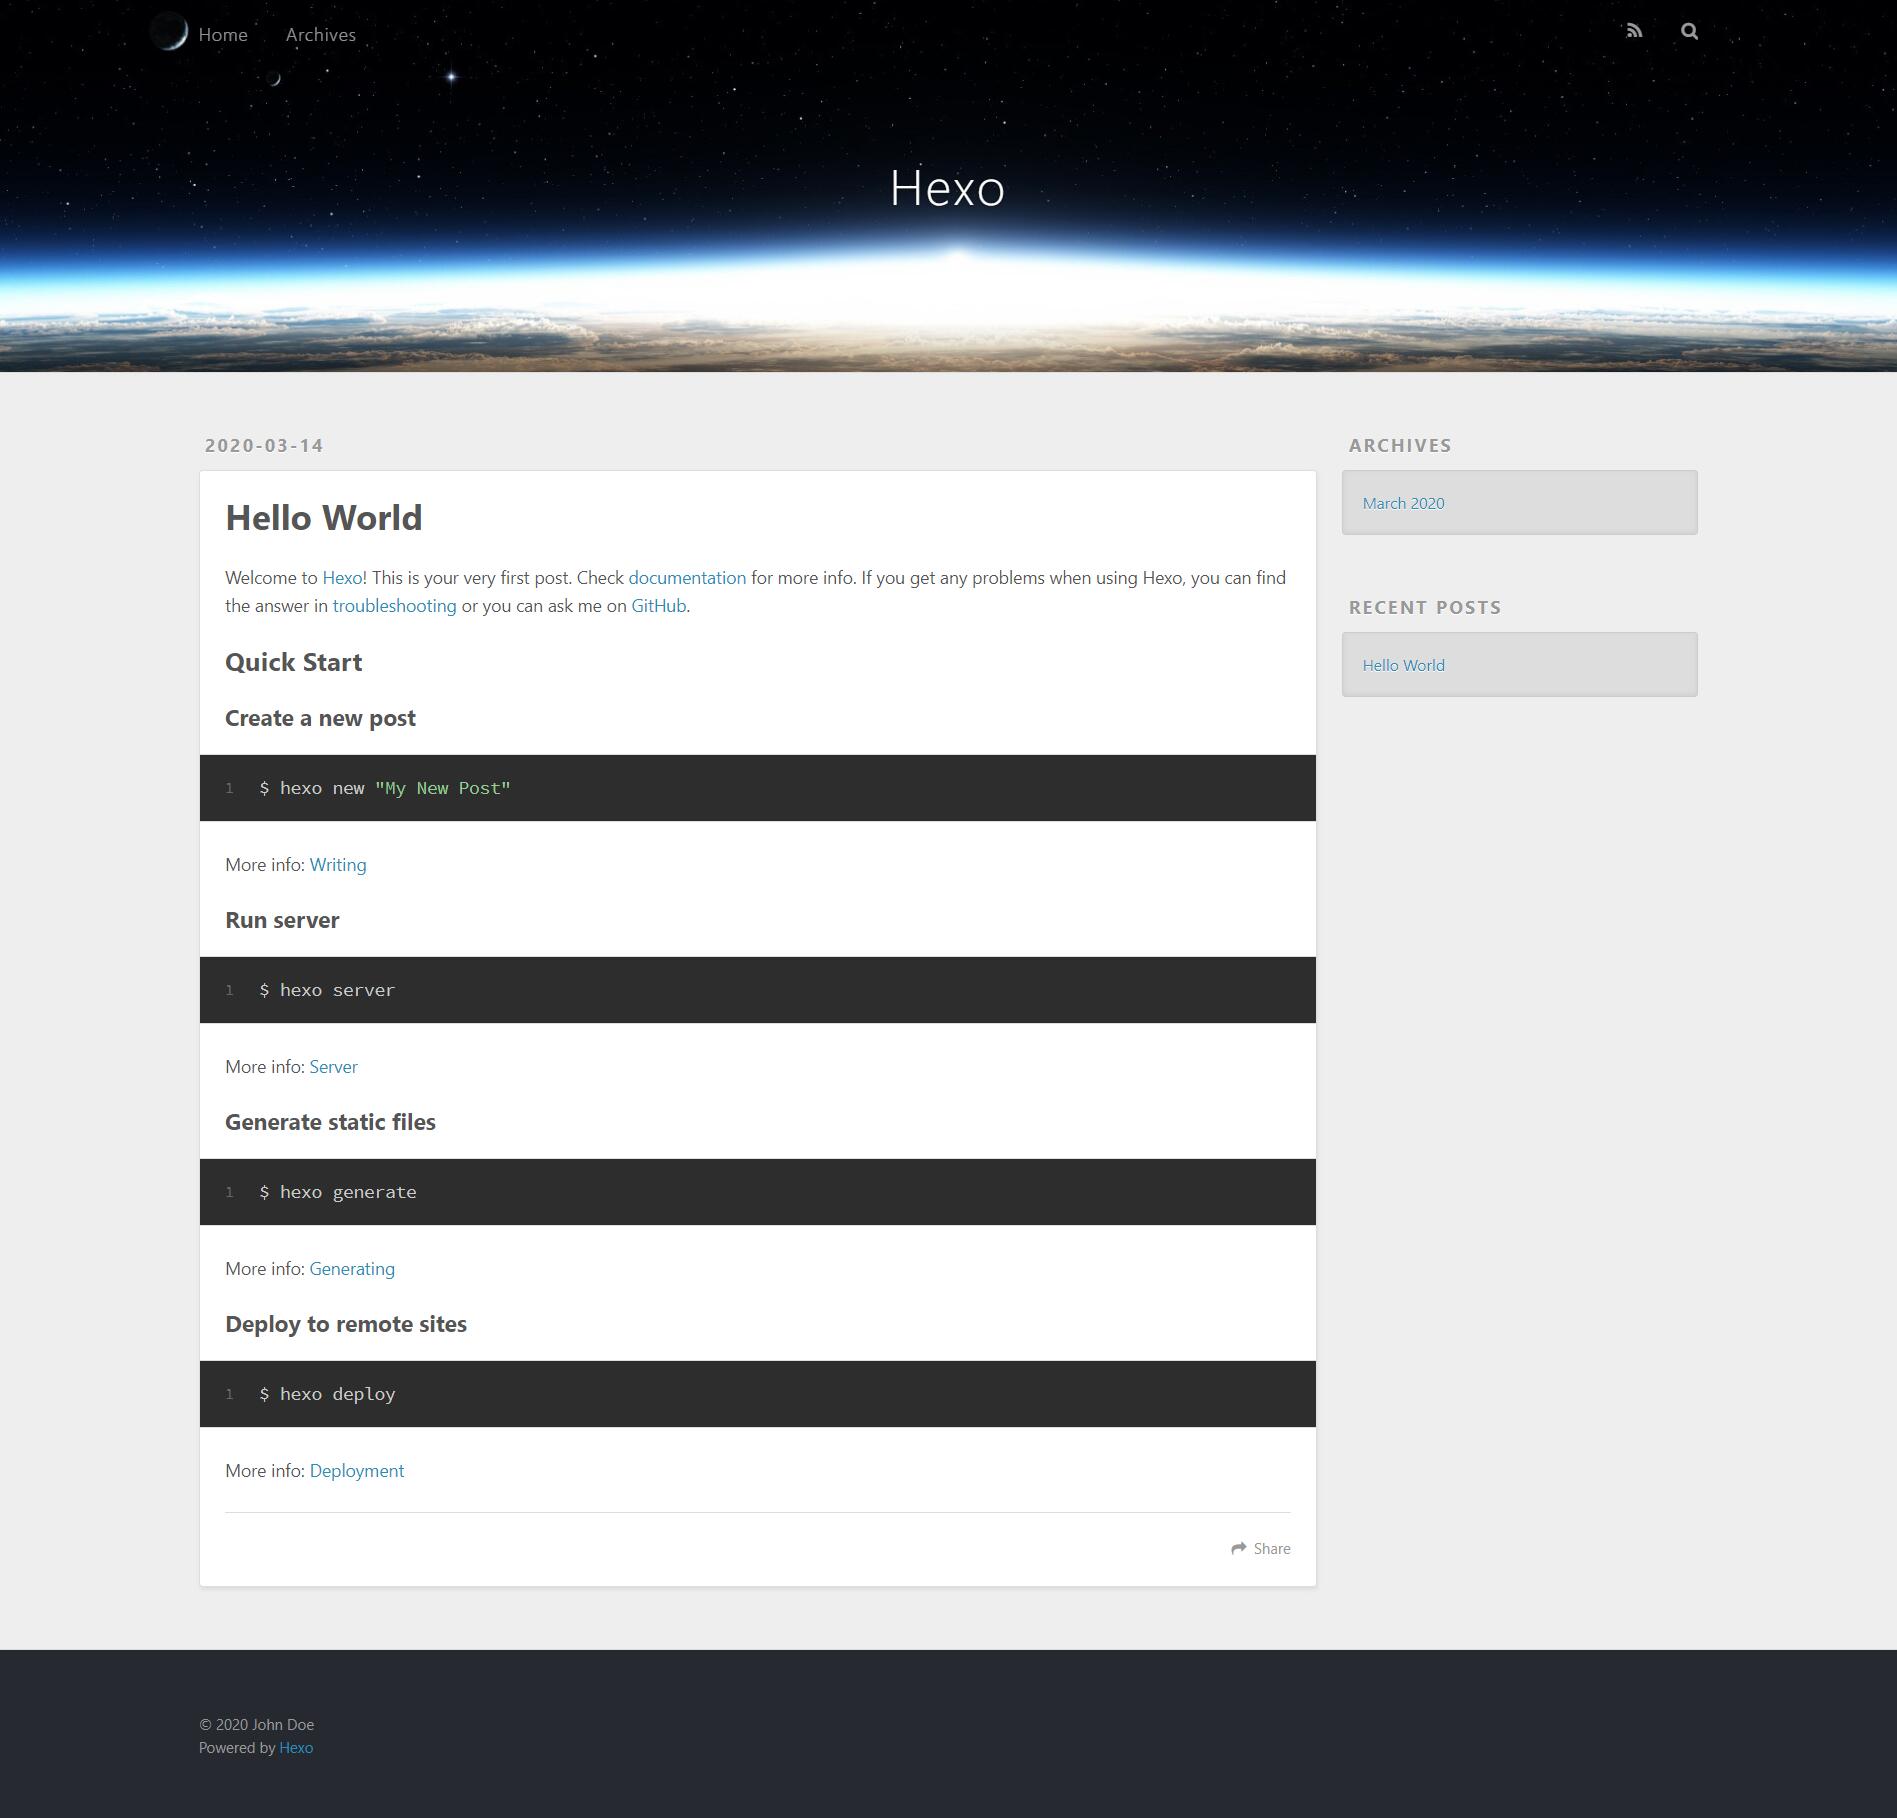 Home Archives
Hexo
2020-03-14
Hello World
Welcome to Hexo! This is your very first post. Check documentation for more info. If you get any problems when using Hexo, you can find
the answer in troubleshooting or you can ask me on GitHub.
Quick Start
Create a new post
1 $ hexo new "My New Post"
More info: Writing
Run server
1 $ hexo server
More info: Server
Generate static files
1 $ hexo generate
More info: Generating
Deploy to remote sites
1 $ hexo deploy
More info: Deployment
Share
ARCHIVES
March 2020
RECENT POSTS
Hello World
© 2020 John Doe
Powered by Hexo